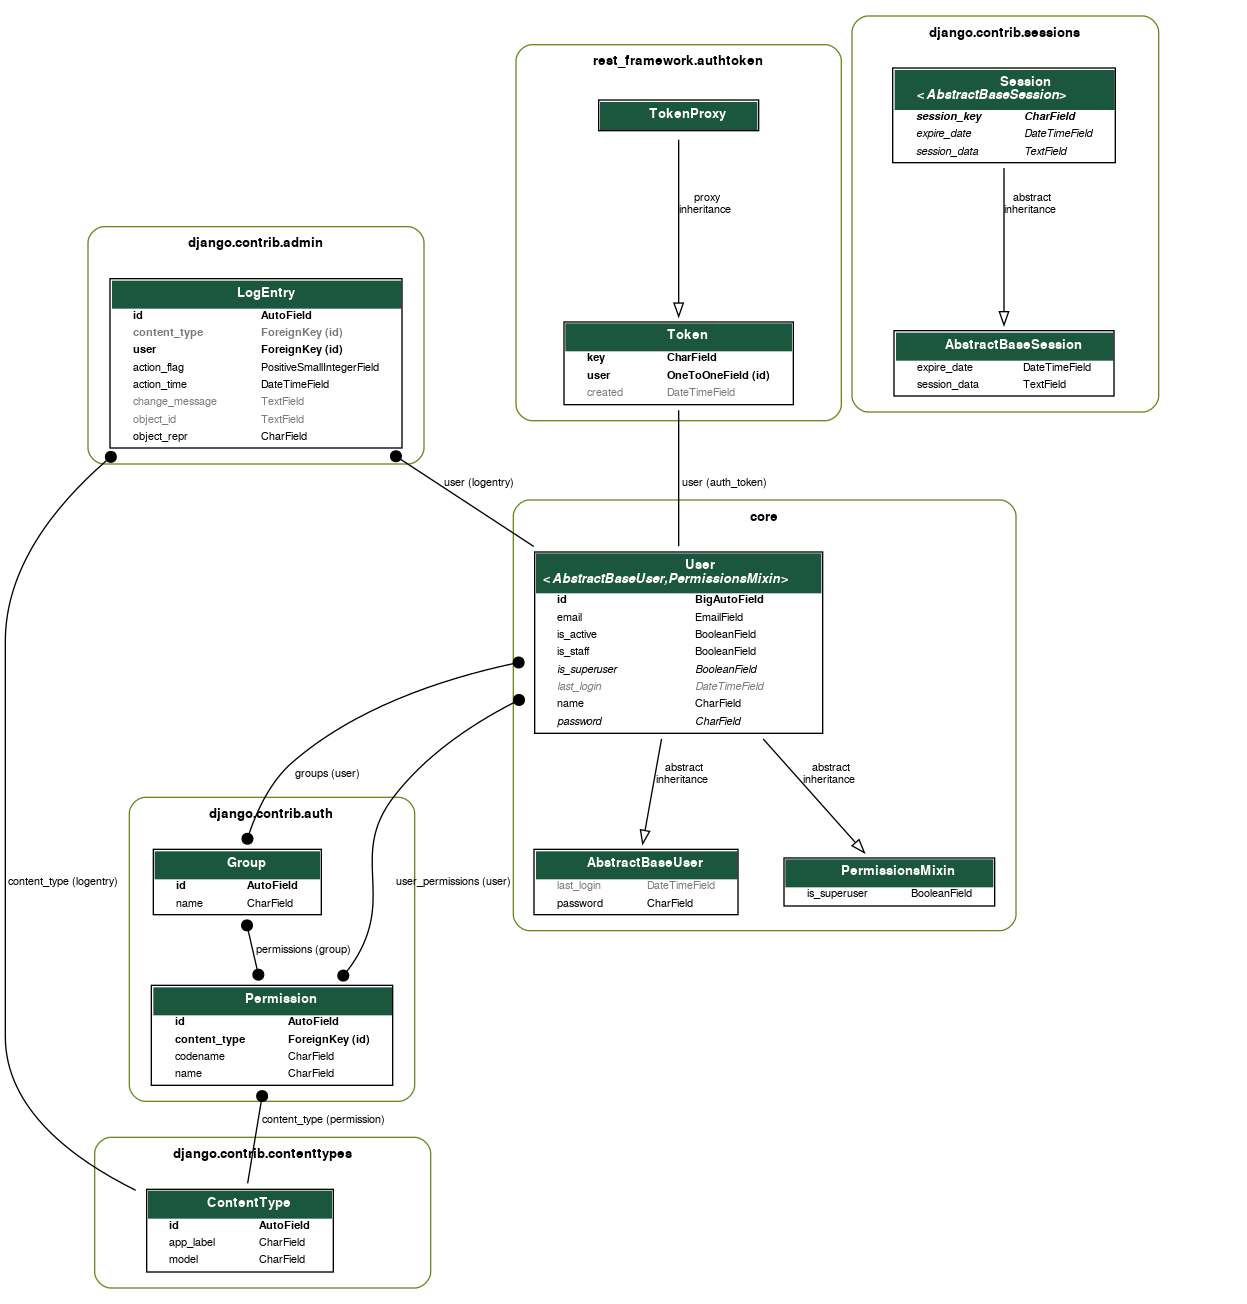 django.contrib.sessions
Session
<AbstractBaseSession>
session_key CharField
expire_date DateTimeField
session_data TextField
abstract
inheritance
AbstractBaseSession
expire_date DateTimeField
session_data TextField
rest_framework.authtoken
TokenProxy
proxy
inheritance
Token
key CharField
user OneToOneField (id)
created DateTimeField
django.contrib.admin
LogEntry
id AutoField
content_type ForeignKey (id)
user ForeignKey (id)
action_flag PositiveSmallIntegerField
action_time DateTimeField
change_message TextField
object_id TextField
object_repr CharField
user (logentry)
user (auth_token)
core
User
<AbstractBaseUser,PermissionsMixin>
id BigAutoField
email EmailField
is_active BooleanField
is_staff BooleanField
is_superuser BooleanField
last_login DateTimeField
name CharField
password CharField
abstract
inheritance
abstract
inheritance
AbstractBaseUser
last_login DateTimeField
password CharField
PermissionsMixin
is_superuser BooleanField
groups (user)
django.contrib.auth
Group
id AutoField
name CharField
content_type (logentry)
user_permissions (user)
permissions (group)
Permission
id AutoField
content_type ForeignKey (id)
codename CharField
name CharField
content_type (permission)
django.contrib.contenttypes
ContentType
id AutoField
app_label CharField
model CharField